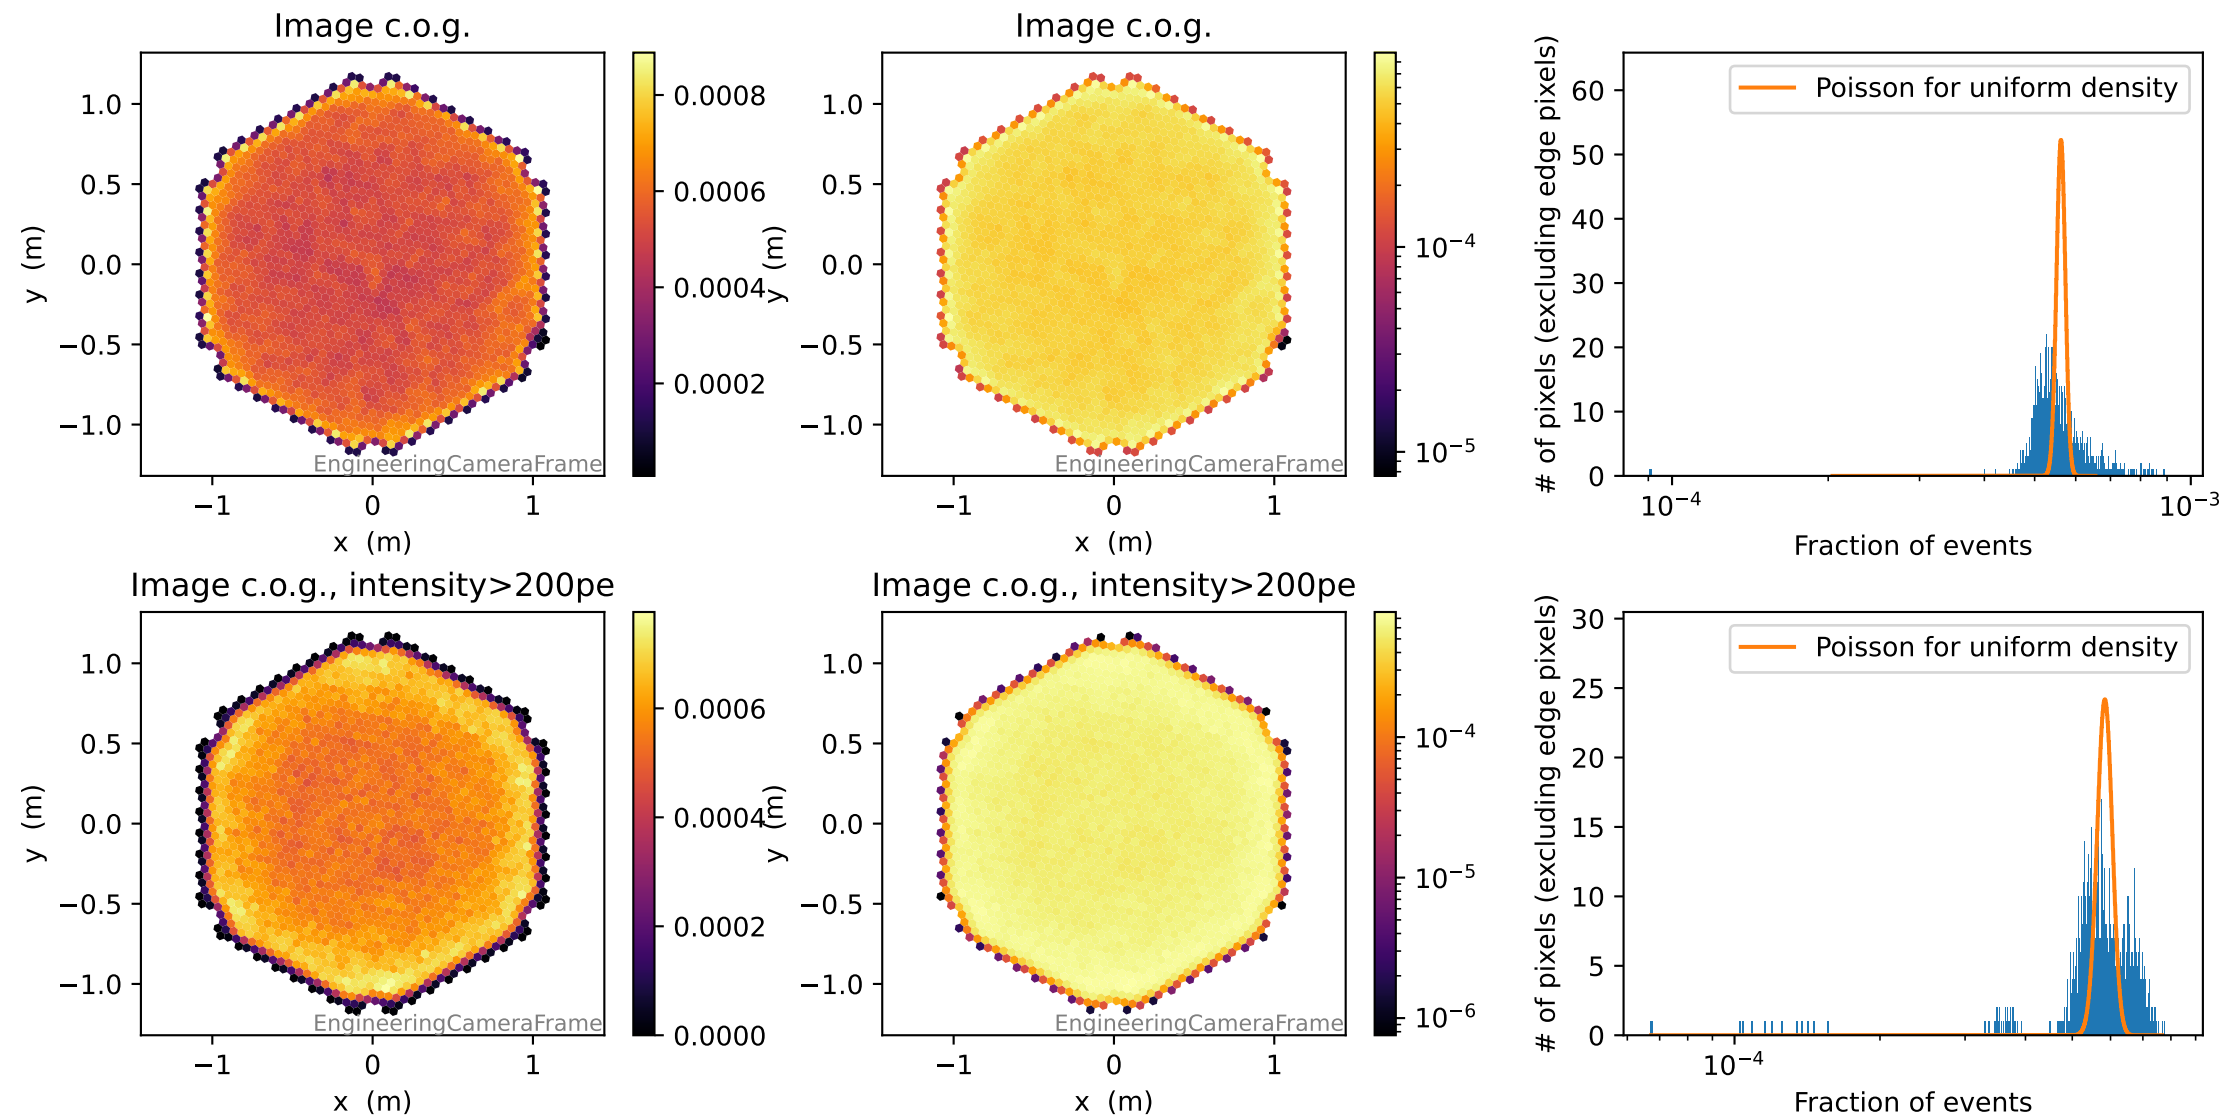 Image c.o.g.
y (m)
1.0
0.5
0.0
−0.5
−1.0
−1
0
1
x (m)
EngineeringCameraFrame
0.0008
0.0006
0.0004
0.0002
Image c.o.g.
y (m)
1.0
0.5
0.0
−0.5
−1.0
−1
0
1
x (m)
EngineeringCameraFrame
10−4
10−5
# of pixels (excluding edge pixels)
60
50
40
30
20
10
0
Poisson for uniform density
10−4
10−3
Fraction of events
Image c.o.g., intensity>200pe
y (m)
1.0
0.5
0.0
−0.5
−1.0
−1
0
1
x (m)
EngineeringCameraFrame
0.0006
0.0004
0.0002
0.0000
Image c.o.g., intensity>200pe
y (m)
1.0
0.5
0.0
−0.5
−1.0
−1
0
1
x (m)
EngineeringCameraFrame
10−4
10−5
10−6
# of pixels (excluding edge pixels)
30
25
20
15
10
5
0
Poisson for uniform density
10−4
Fraction of events